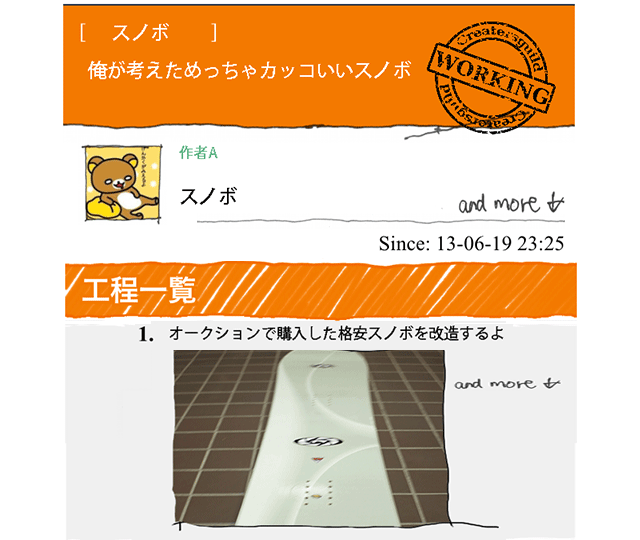 [ スノボ ]
俺が考えためっちゃカッコいいスノボ
Creatersguild
WORKING
Creatersguild
作者A
スノボ
and more
Since: 13-06-19 23:25
工程一覧
1. オークションで購入した格安スノボを改造するよ
and more